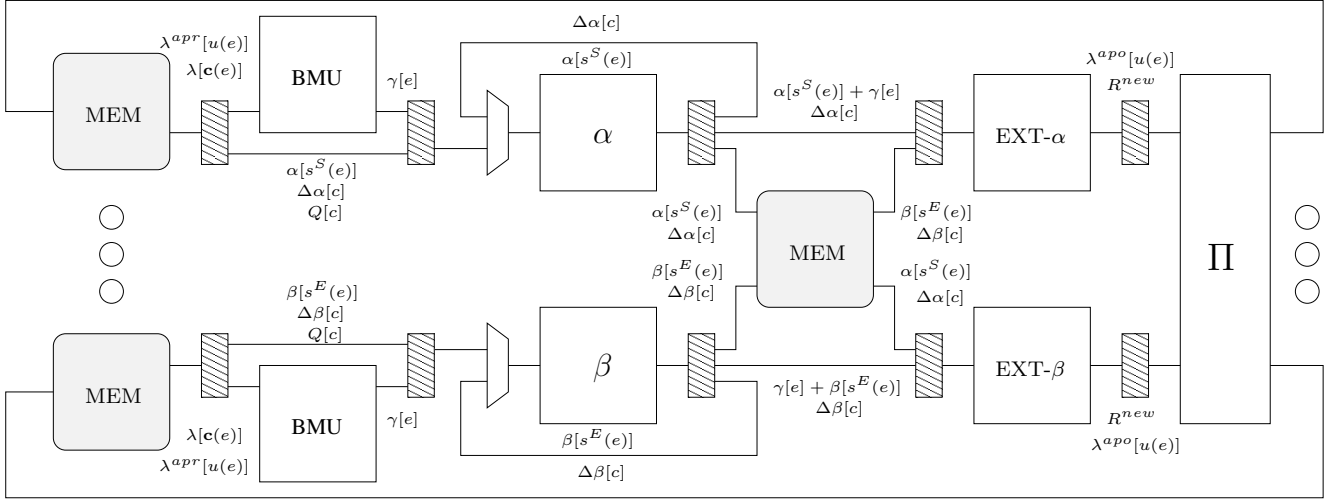 Δα[c]
λ^{apr}[u(e)]
α[s^S(e)]
λ^{apo}[u(e)]
λ[𝐜(e)]
BMU
γ[e]
R^{new}
α[s^S(e)] + γ[e]
Δα[c]
MEM
α
EXT-α
α[s^S(e)]
Δα[c]
Q[c]
α[s^S(e)]
Δα[c]
β[s^E(e)]
Δβ[c]
MEM
∏
β[s^E(e)]
Δβ[c]
α[s^S(e)]
Δα[c]
β[s^E(e)]
Δβ[c]
Q[c]
MEM
β
EXT-β
γ[e] + β[s^E(e)]
Δβ[c]
BMU
γ[e]
R^{new}
λ^{apo}[u(e)]
λ[𝐜(e)]
λ^{apr}[u(e)]
β[s^E(e)]
Δβ[c]